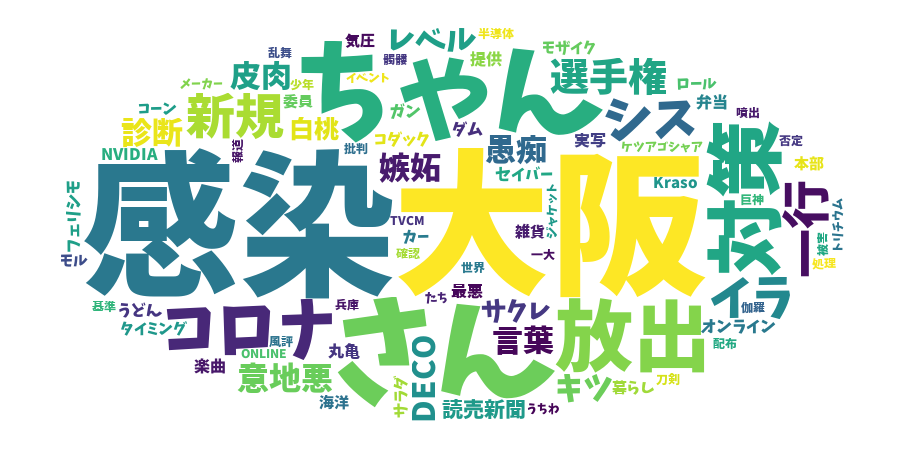 半導体
レベル
気圧
乱舞
髑髏
提供
モザイク
ちゃん
皮肉
イベント
選手権
メーカー
少年
ロール
新規
委員
シス
弁当
コーン
ガン
噴出
診断
白桃
コダック
ダム
実写
対策
否定
NVIDIA
報道
批判
愚痴
ケツアゴシャア
嫉妬
セイバー
本部
感染
大阪
Kraso
一行
フェリシモ
ジャケット
巨神
トリチウム
TVCM
カー
雑貨
被空
モル
確認
一大
世界
処理
基準
うどん
兵庫
たち
最悪
イラ
伽羅
コロナ
さん
サクレ
放出
タイミング
オンライン
風評
丸亀
言葉
配布
ONLINE
楽曲
DECO
意地悪
キツ
暮らし
刀剣
サラダ
海洋
読売新聞
うちわ